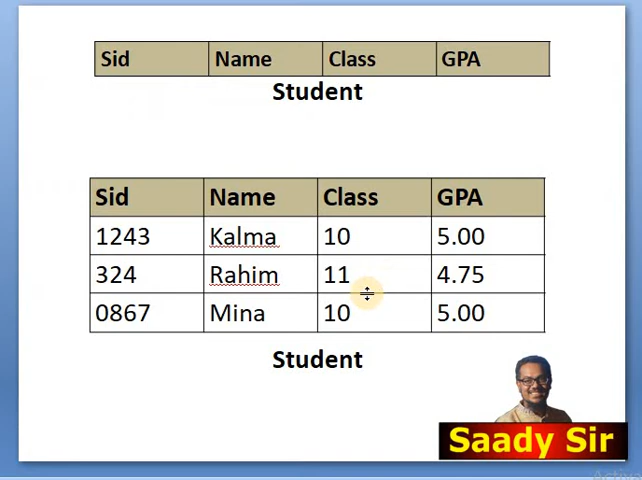 Sid Name Class GPA
Student
Sid Name Class GPA
1243 Kalma 10 5.00
324 Rahim 11 4.75
0867 Mina 10 5.00
Student
Saady Sir